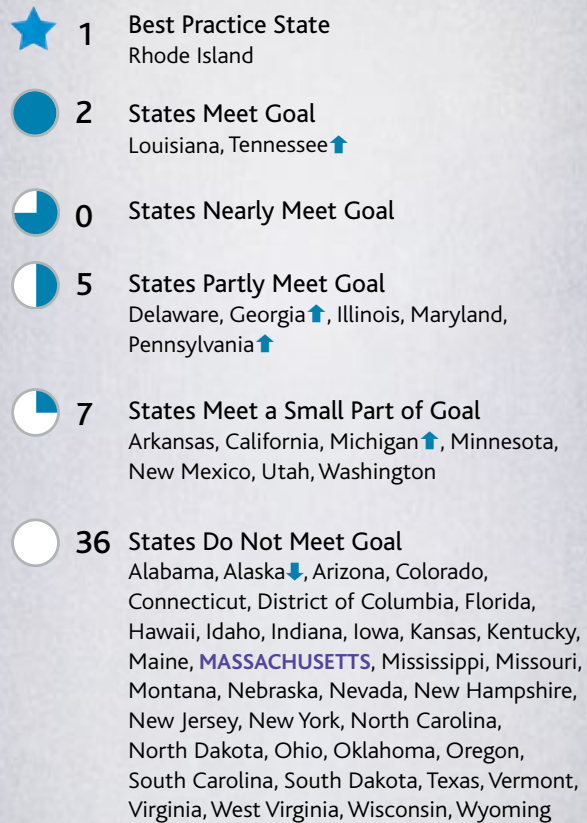 1 Best Practice State
Rhode Island
2 States Meet Goal
Louisiana, Tennessee⬆
0 States Nearly Meet Goal
5 States Partly Meet Goal
Delaware, Georgia⬆, Illinois, Maryland,
Pennsylvania⬆
7 States Meet a Small Part of Goal
Arkansas, California, Michigan⬆, Minnesota,
New Mexico, Utah, Washington
36 States Do Not Meet Goal
Alabama, Alaska⬇, Arizona, Colorado,
Connecticut, District of Columbia, Florida,
Hawaii, Idaho, Indiana, Iowa, Kansas, Kentucky,
Maine, MASSACHUSETTS, Mississippi, Missouri,
Montana, Nebraska, Nevada, New Hampshire,
New Jersey, New York, North Carolina,
North Dakota, Ohio, Oklahoma, Oregon,
South Carolina, South Dakota, Texas, Vermont,
Virginia, West Virginia, Wisconsin, Wyoming